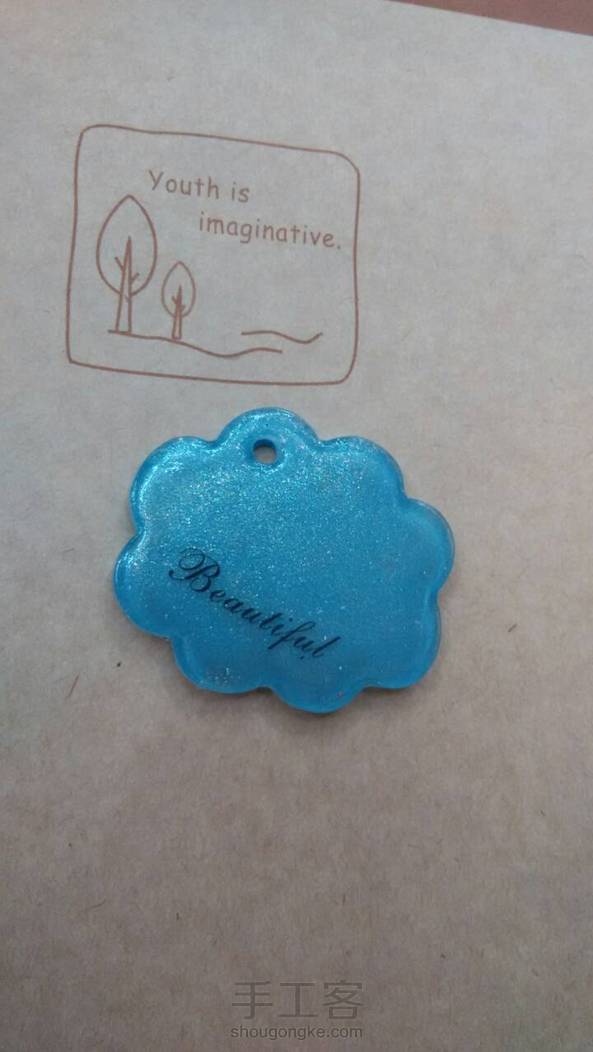 Youth is
imaginative.
Beautiful
手工客
shougongke.com